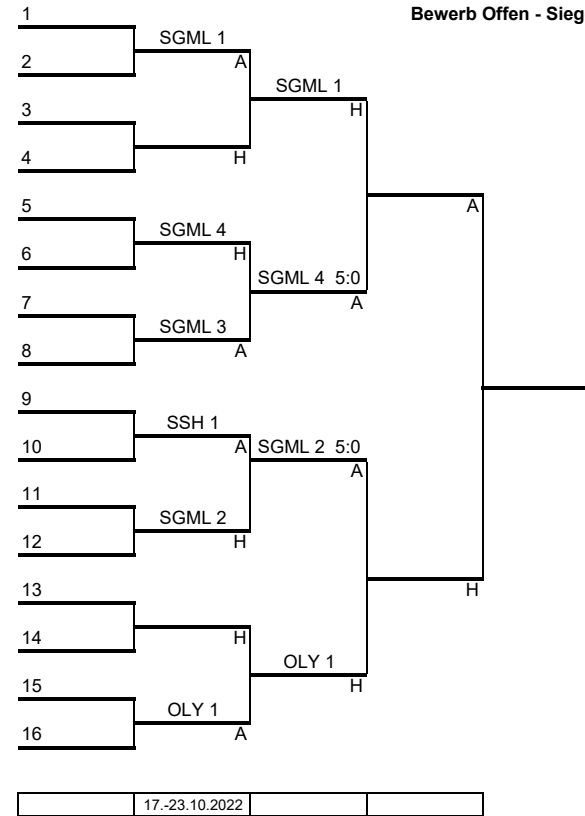 Bewerb Offen - Sieg
1
SGML 1
2
A
SGML 1
3
H
4
H
A
5
SGML 4
6
H
SGML 4 5:0
7
A
SGML 3
8
A
9
SSH 1
10
A
SGML 2 5:0
11
A
SGML 2
12
H
13
H
14
H
OLY 1
15
H
OLY 1
16
A
17.-23.10.2022